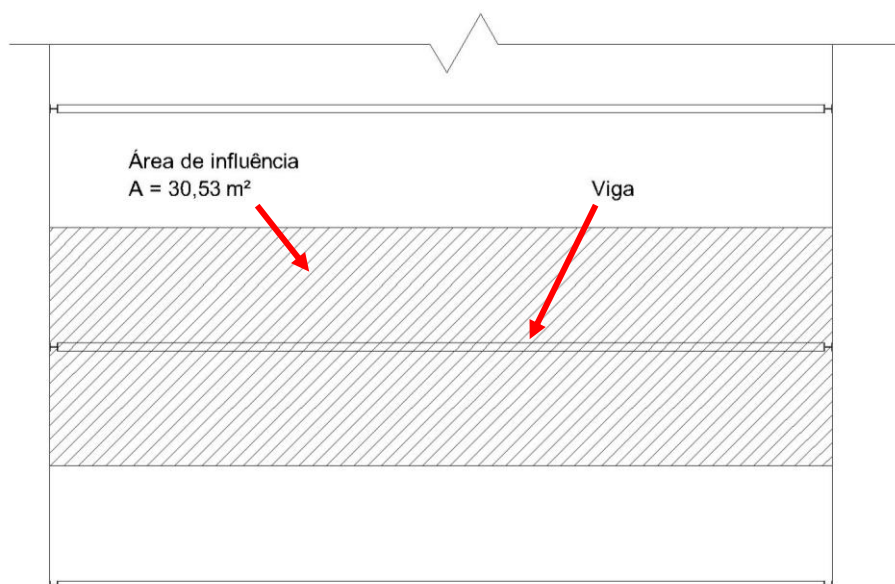 Área de influência
A = 30,53 m²
Viga